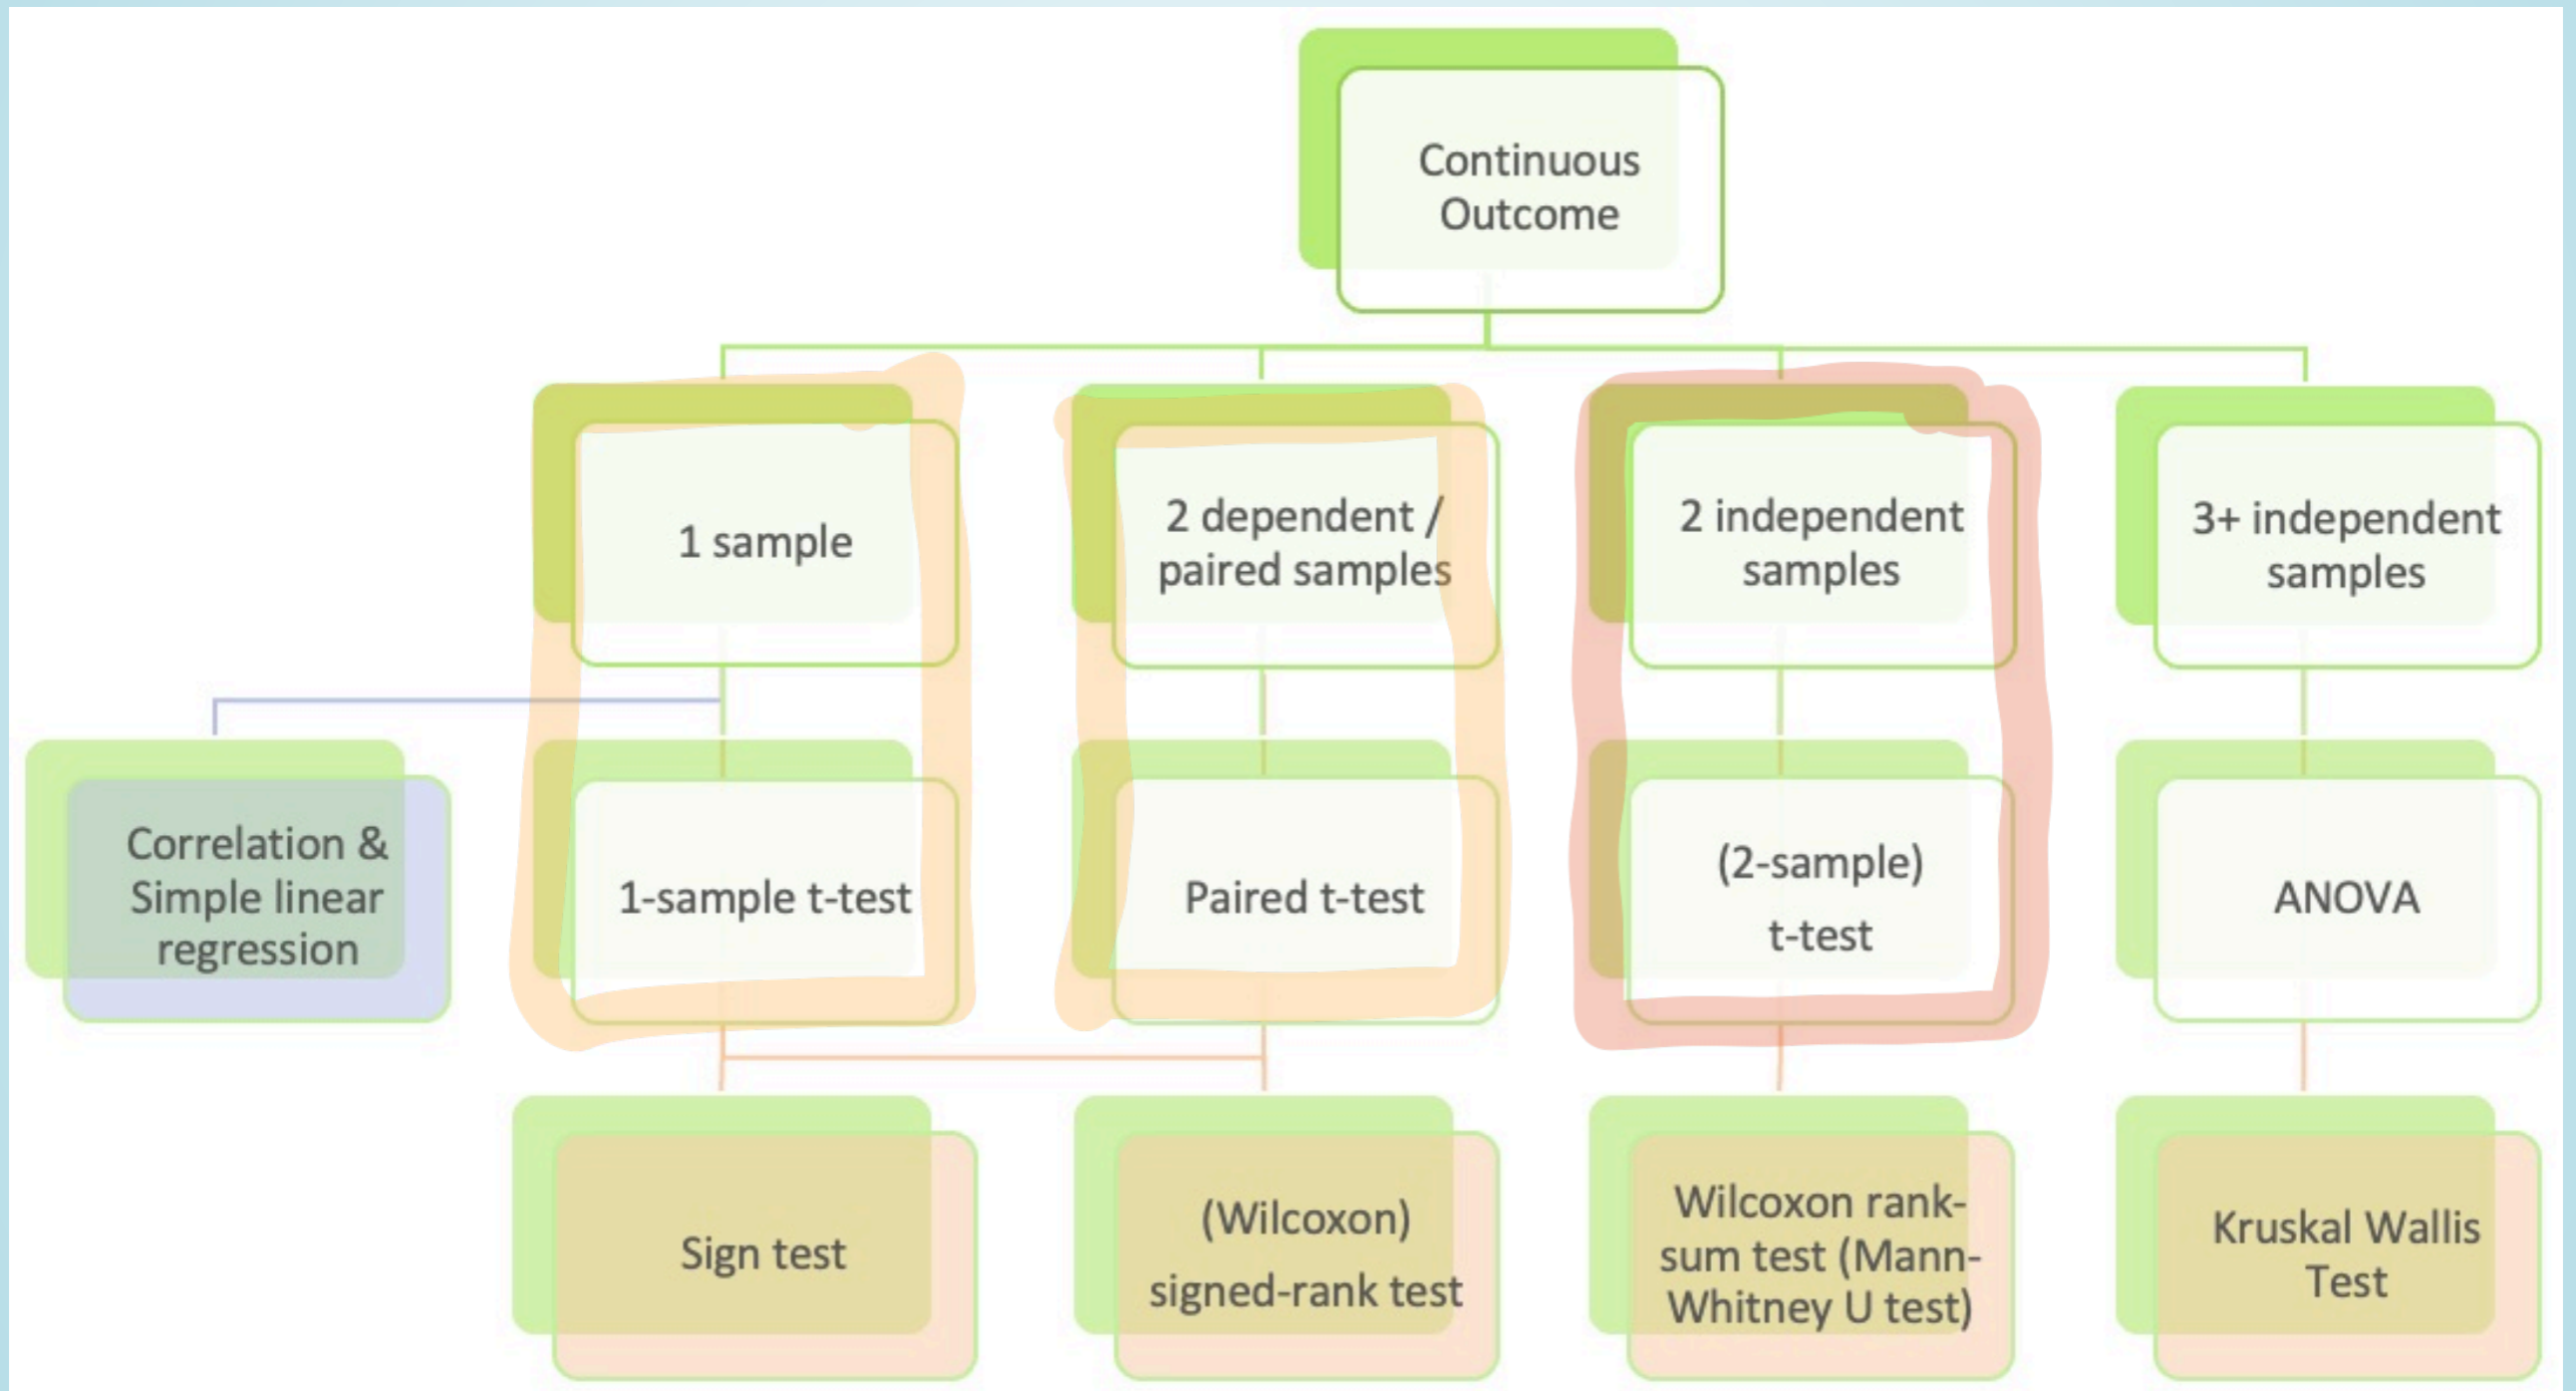 Continuous
Outcome
1 sample
2 dependent /
paired samples
2 independent
samples
3+ independent
samples
Correlation &
Simple linear
regression
1-sample t-test
Paired t-test
(2-sample)
t-test
ANOVA
Sign test
(Wilcoxon)
signed-rank test
Wilcoxon rank-
sum test (Mann-
Whitney U test)
Kruskal Wallis
Test